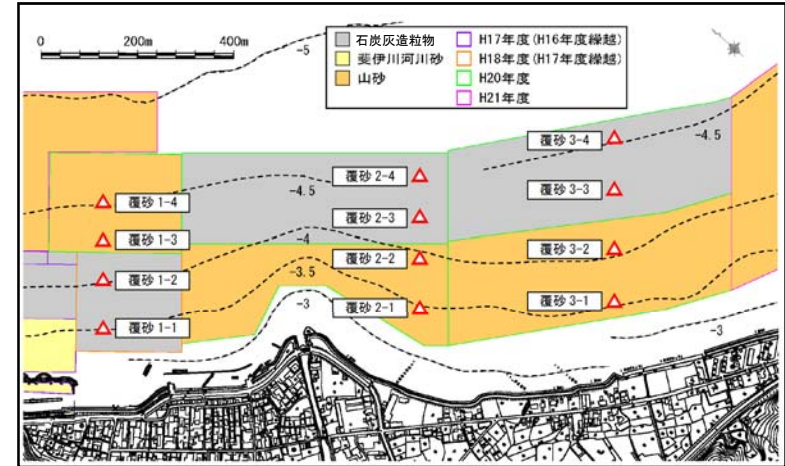 0 200m 400m
石炭灰造粒物
斐伊川河川砂
山砂
H17年度(H16年度繰越)
H18年度(H17年度繰越)
H20年度
H21年度
-5
覆砂 3-4
-4.5
覆砂 2-4
-4.5
覆砂 3-3
覆砂 1-4
覆砂 2-3
覆砂 1-3
-4
覆砂 3-2
覆砂 2-2
-3.5
覆砂 1-2
-3
覆砂 2-1
覆砂 3-1
覆砂 1-1
-3